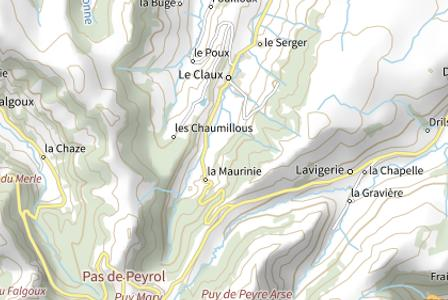 la Buge
le Poux
le Serger
Le Claux
les Chaumillous
la Chaze
la Maurinie
Lavigerie
la Chapelle
la Gravière
du Merle
Pas de Peyrol
Puy Mary
Puy de Peyre Arse